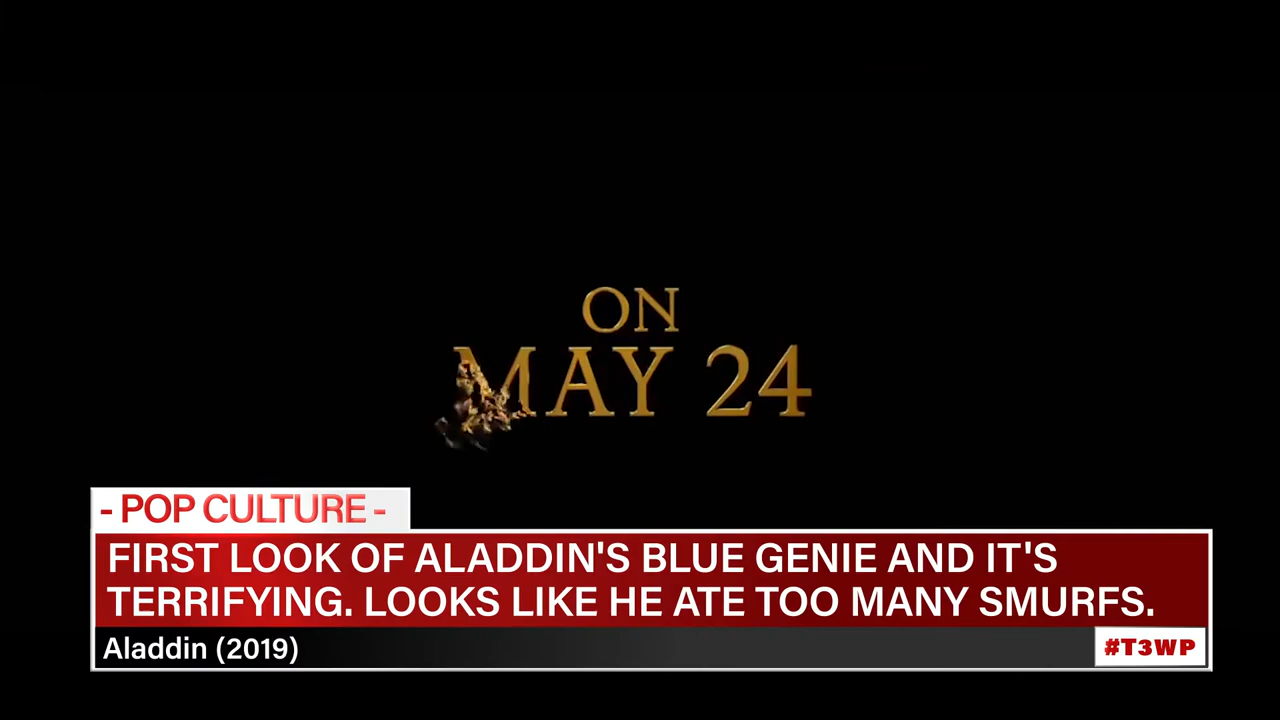 ON
MAY 24
- POP CULTURE -
FIRST LOOK OF ALADDIN'S BLUE GENIE AND IT'S
TERRIFYING. LOOKS LIKE HE ATE TOO MANY SMURFS.
Aladdin (2019)
#T3WP